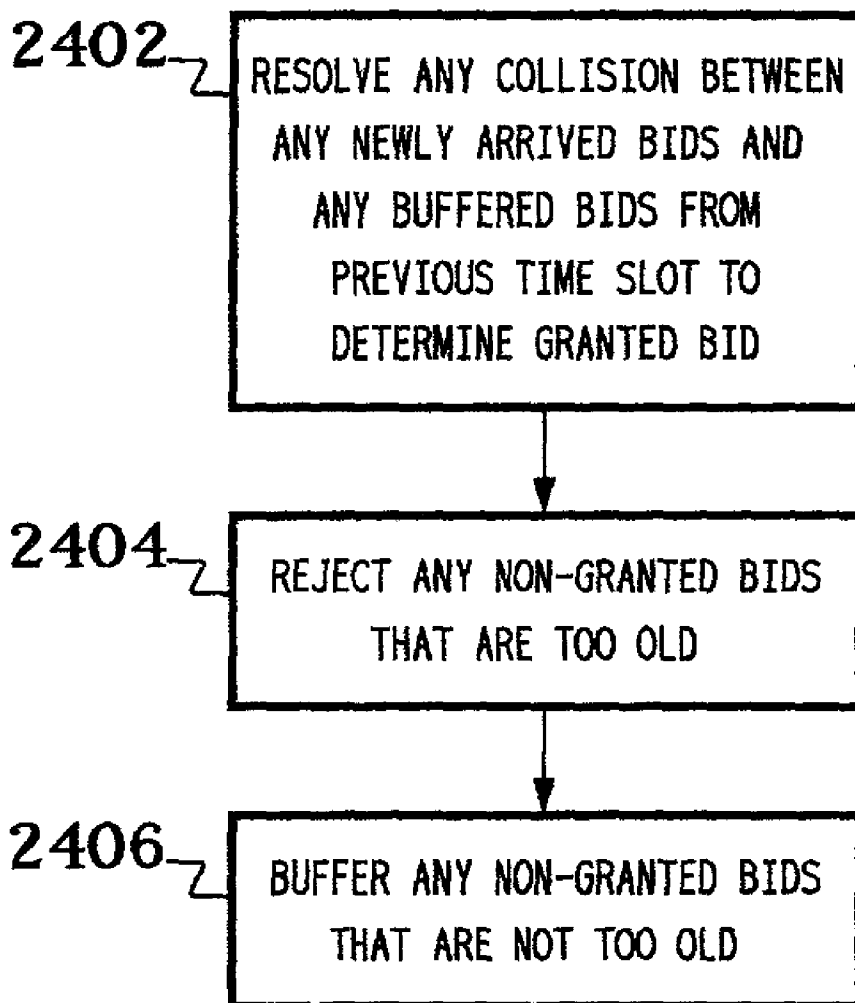 2402
RESOLVE ANY COLLISION BETWEEN
ANY NEWLY ARRIVED BIDS AND
ANY BUFFERED BIDS FROM
PREVIOUS TIME SLOT TO
DETERMINE GRANTED BID
2404
REJECT ANY NON-GRANTED BIDS
THAT ARE TOO OLD
2406
BUFFER ANY NON-GRANTED BIDS
THAT ARE NOT TOO OLD